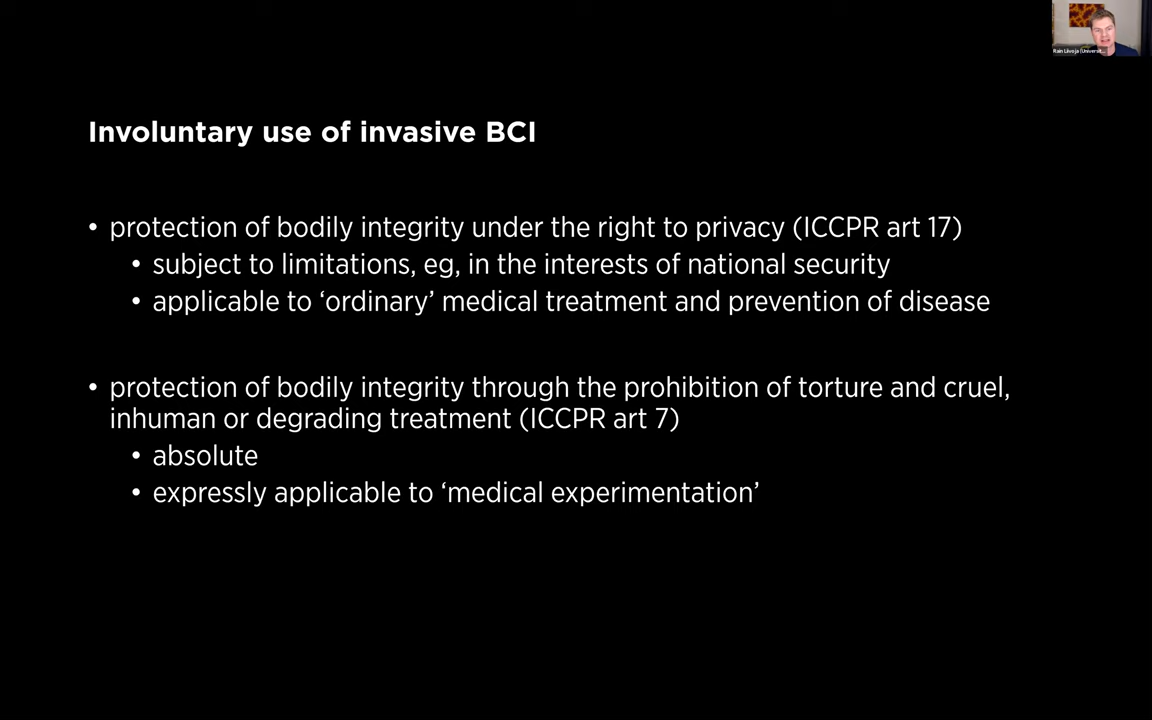 Rain Liivoja (Universit...
Involuntary use of invasive BCI
• protection of bodily integrity under the right to privacy (ICCPR art 17)
• subject to limitations, eg, in the interests of national security
• applicable to ‘ordinary’ medical treatment and prevention of disease
• protection of bodily integrity through the prohibition of torture and cruel,
inhuman or degrading treatment (ICCPR art 7)
• absolute
• expressly applicable to ‘medical experimentation’